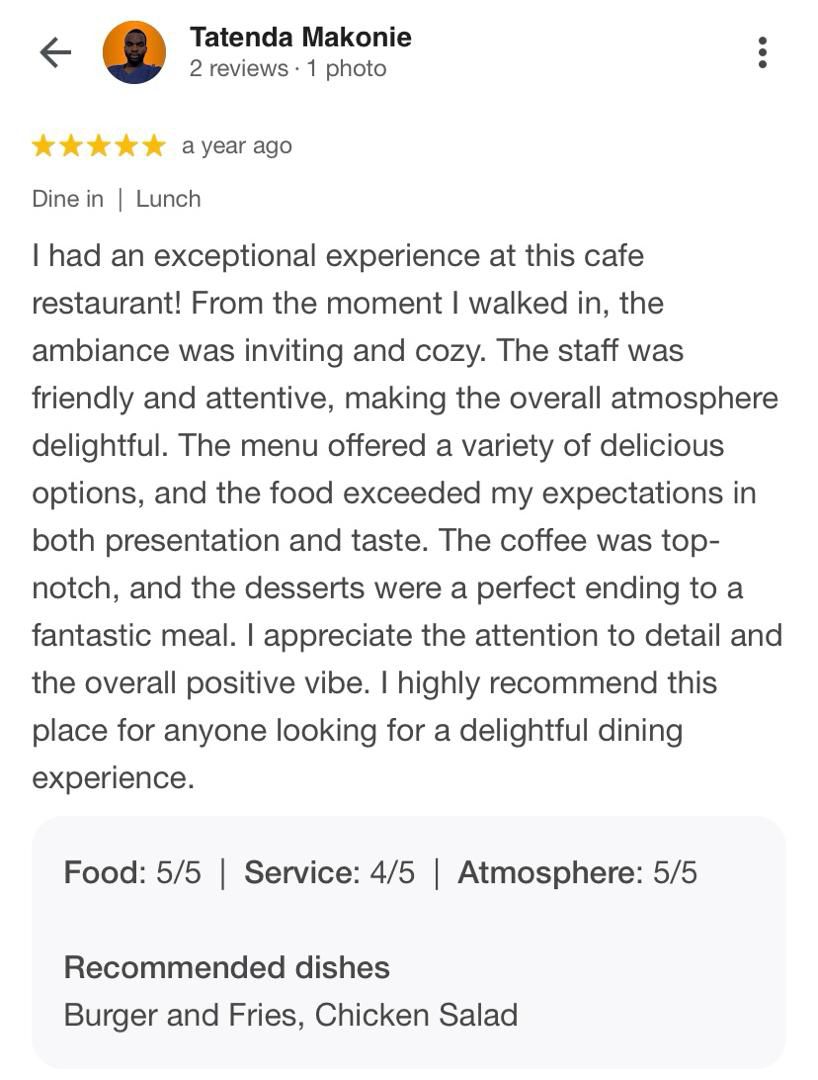 Tatenda Makonie
2 reviews · 1 photo
a year ago
Dine in | Lunch
I had an exceptional experience at this cafe
restaurant! From the moment I walked in, the
ambiance was inviting and cozy. The staff was
friendly and attentive, making the overall atmosphere
delightful. The menu offered a variety of delicious
options, and the food exceeded my expectations in
both presentation and taste. The coffee was top-
notch, and the desserts were a perfect ending to a
fantastic meal. I appreciate the attention to detail and
the overall positive vibe. I highly recommend this
place for anyone looking for a delightful dining
experience.
Food: 5/5 | Service: 4/5 | Atmosphere: 5/5
Recommended dishes
Burger and Fries, Chicken Salad